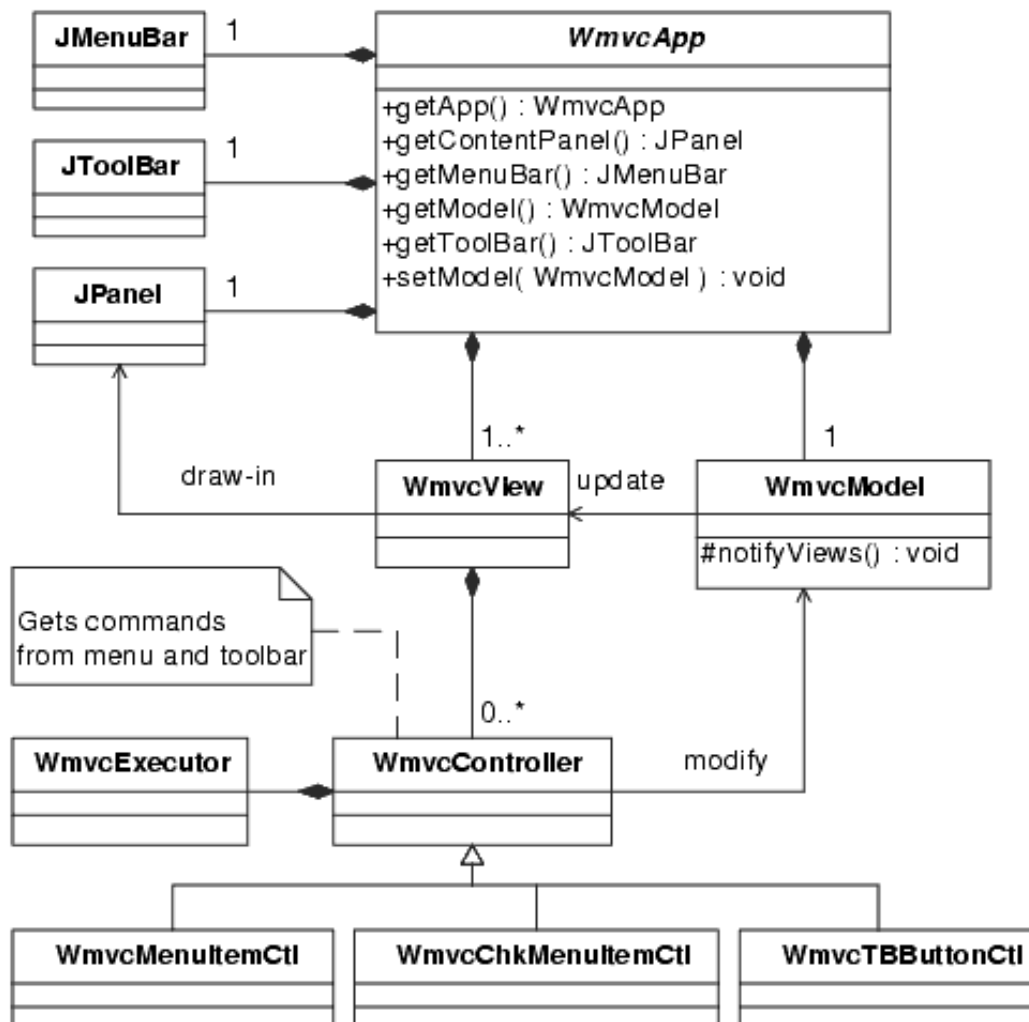 JMenuBar
1
WmvcApp
+getApp() : WmvcApp
+getContentPanel() : JPanel
+getMenuBar() : JMenuBar
+getModel() : WmvcModel
+getToolBar() : JToolBar
+setModel( WmvcModel ) : void
JToolBar
1
JPanel
1
1..*
1
draw-in
WmvcView
update
WmvcModel
#notifyViews() : void
Gets commands
from menu and toolbar
0..*
WmvcExecutor
WmvcController
modify
WmvcMenuItemCtl
WmvcChkMenuItemCtl
WmvcTBButtonCtl